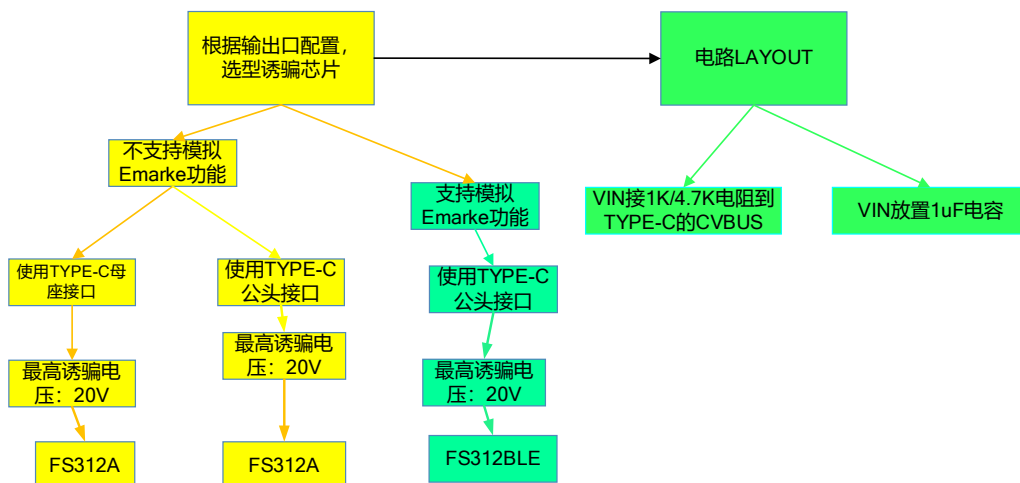 根据输出口配置，
选型诱骗芯片
电路LAYOUT
不支持模拟
Emarke功能
支持模拟
Emarke功能
VIN接1K/4.7K电阻到
TYPE-C的CVBUS
VIN放置1uF电容
使用TYPE-C母
座接口
使用TYPE-C
公头接口
使用TYPE-C
公头接口
最高诱骗电
压：20V
最高诱骗电
压：20V
最高诱骗电
压：20V
FS312A
FS312A
FS312BLE